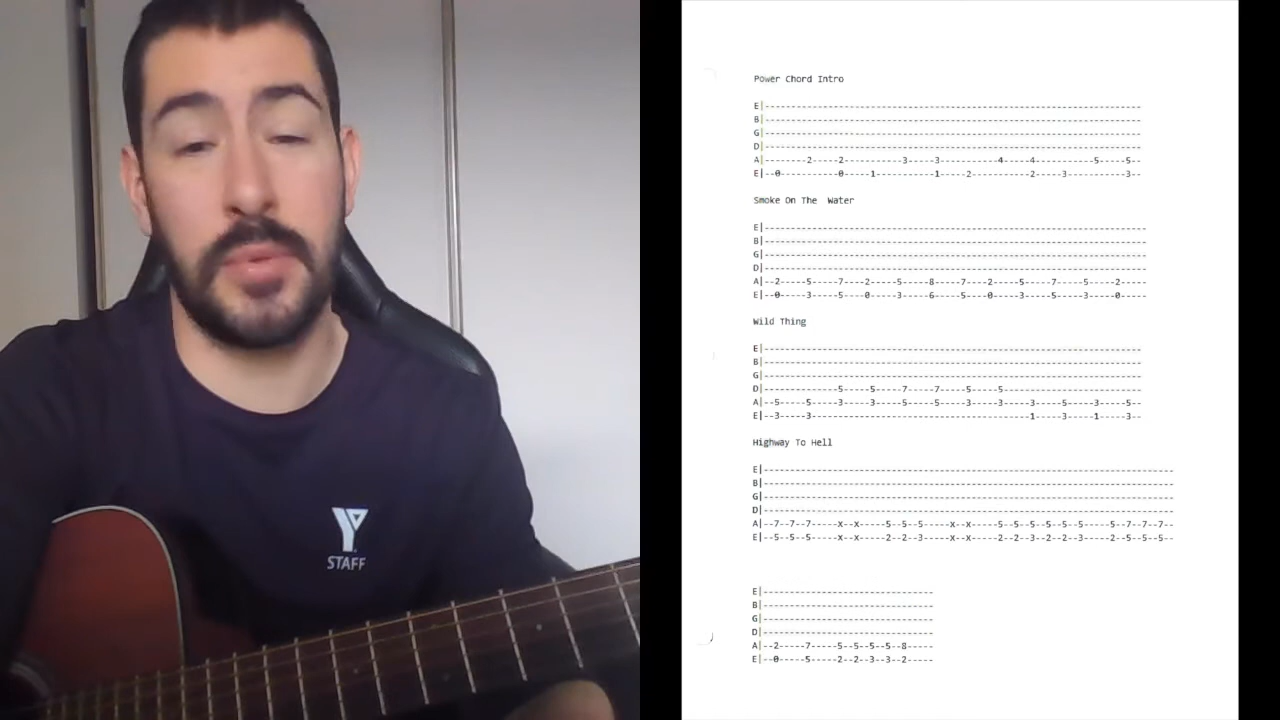 Y
STAFF
Power Chord Intro
E|------------------------------------------------------------------------
B|------------------------------------------------------------------------
G|------------------------------------------------------------------------
D|------------------------------------------------------------------------
A|--------2----2-----------3----3-----------4----4-----------5----5--
E|--0-----------0----1-----------1----2-----------2----3-----------3--
Smoke On The  Water
E|-------------------------------------------------------------------------
B|-------------------------------------------------------------------------
G|-------------------------------------------------------------------------
D|-------------------------------------------------------------------------
A|--2-----5-----7----2-----5-----8-----7----2-----5-----7-----5-----2-----
E|--0-----3-----5----0-----3-----6-----5----0-----3-----5-----3-----0-----
Wild Thing
E|------------------------------------------------------------------------
B|------------------------------------------------------------------------
G|------------------------------------------------------------------------
D|--------------5-----5-----7-----7-----5-----5--------------------------
A|--5-----5-----3-----3-----5-----5-----3-----3-----3-----5-----3-----5--
E|--3-----3------------------------------------------1-----3-----1-----3--
Highway To Hell
E|------------------------------------------------------------------------------
B|------------------------------------------------------------------------------
G|------------------------------------------------------------------------------
D|------------------------------------------------------------------------------
A|--7--7--7-----x--x-----5--5--5-----x--x-----5--5--5--5--5--5-----5--7--7--7--
E|--5--5--5-----x--x-----2--2--3-----x--x-----2--2--3--2--2--3-----2--5--5--5--
E|--------------------------------
B|--------------------------------
G|--------------------------------
D|--------------------------------
A|--2-----7-----5--5--5--5--8-----
E|--0-----5-----2--2--3--3--2-----